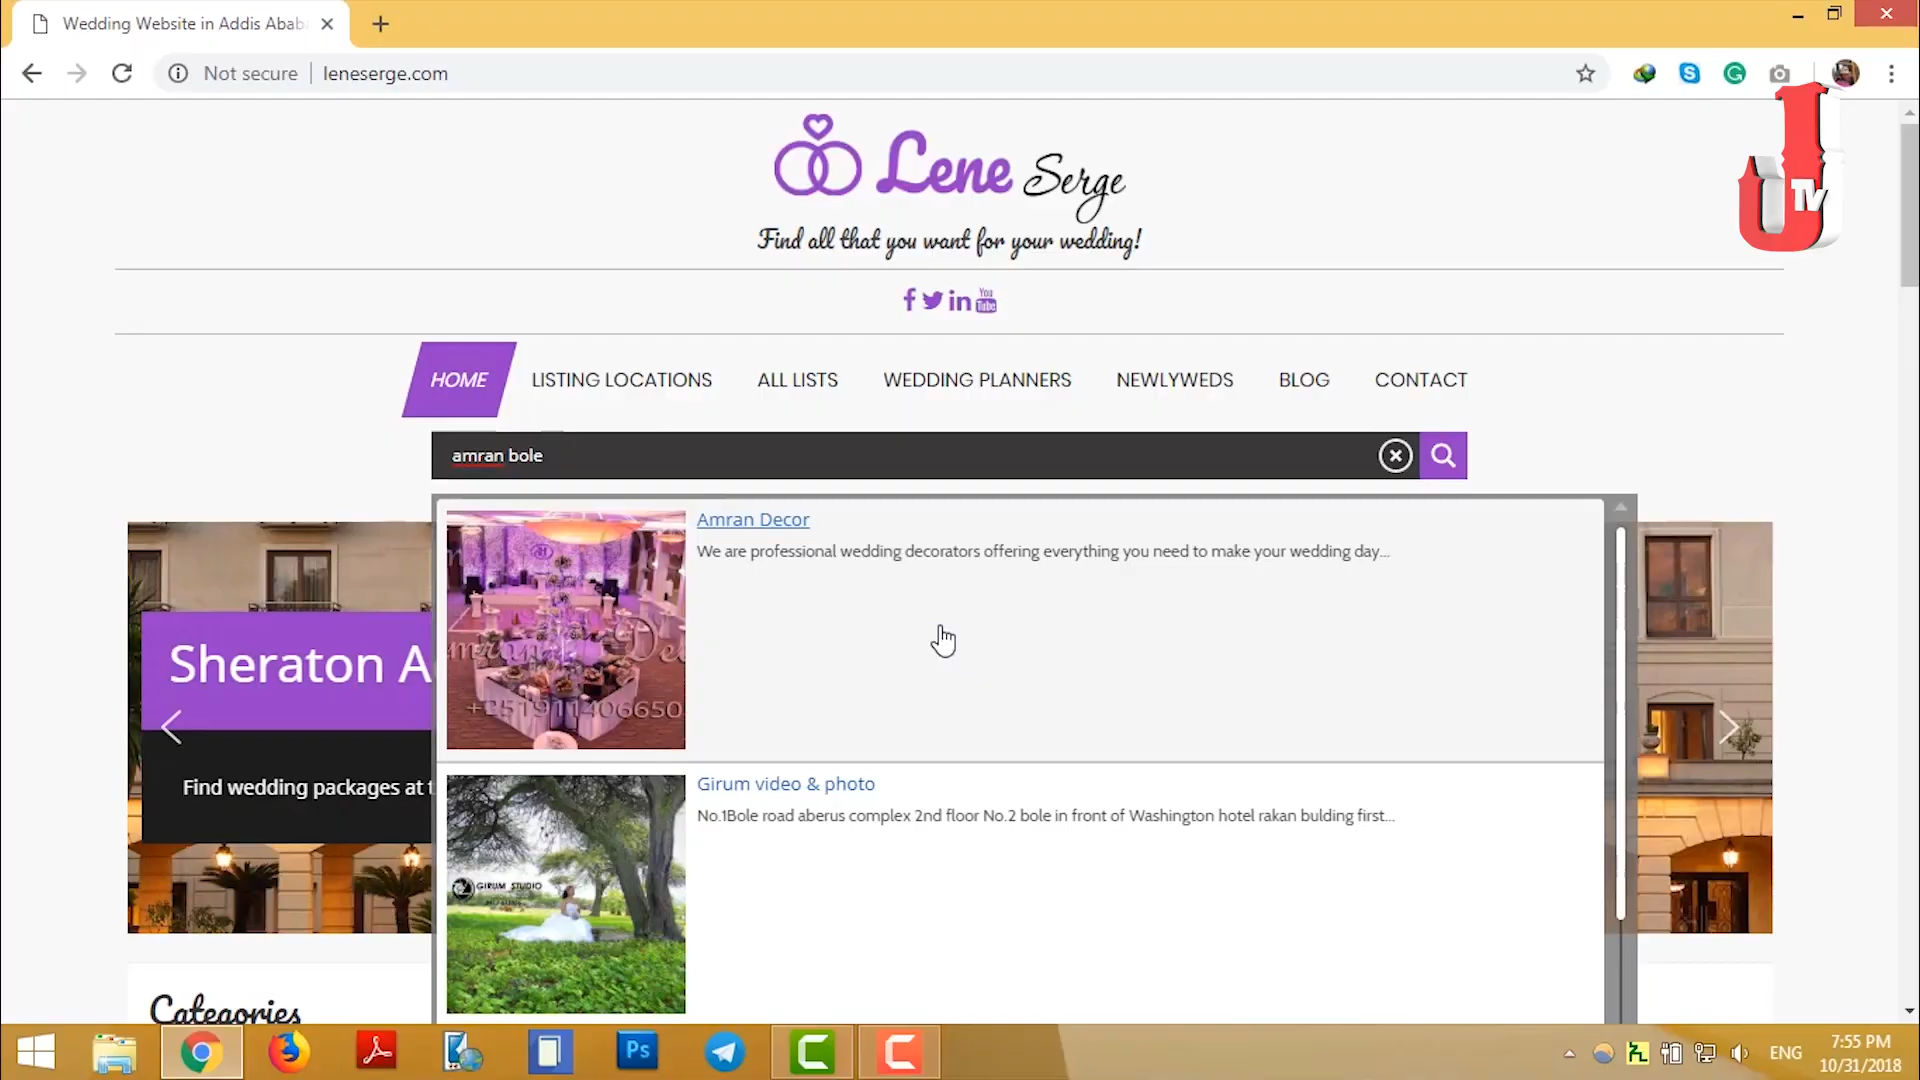 Wedding Website in Addis Abab
Not secure
leneserge.com
J TV
Lene Serge
Find all that you want for your wedding!
You Tube
HOME
LISTING LOCATIONS
ALL LISTS
WEDDING PLANNERS
NEWLYWEDS
BLOG
CONTACT
amran bole
Amran Decor
We are professional wedding decorators offering everything you need to make your wedding day...
+251911406650
Sheraton A
Find wedding packages at t
Girum video & photo
No.1Bole road aberus complex 2nd floor No.2 bole in front of Washington hotel rakan bulding first...
GIRUM STUDIO
Categories
Ps
ENG
7:55 PM
10/31/2018